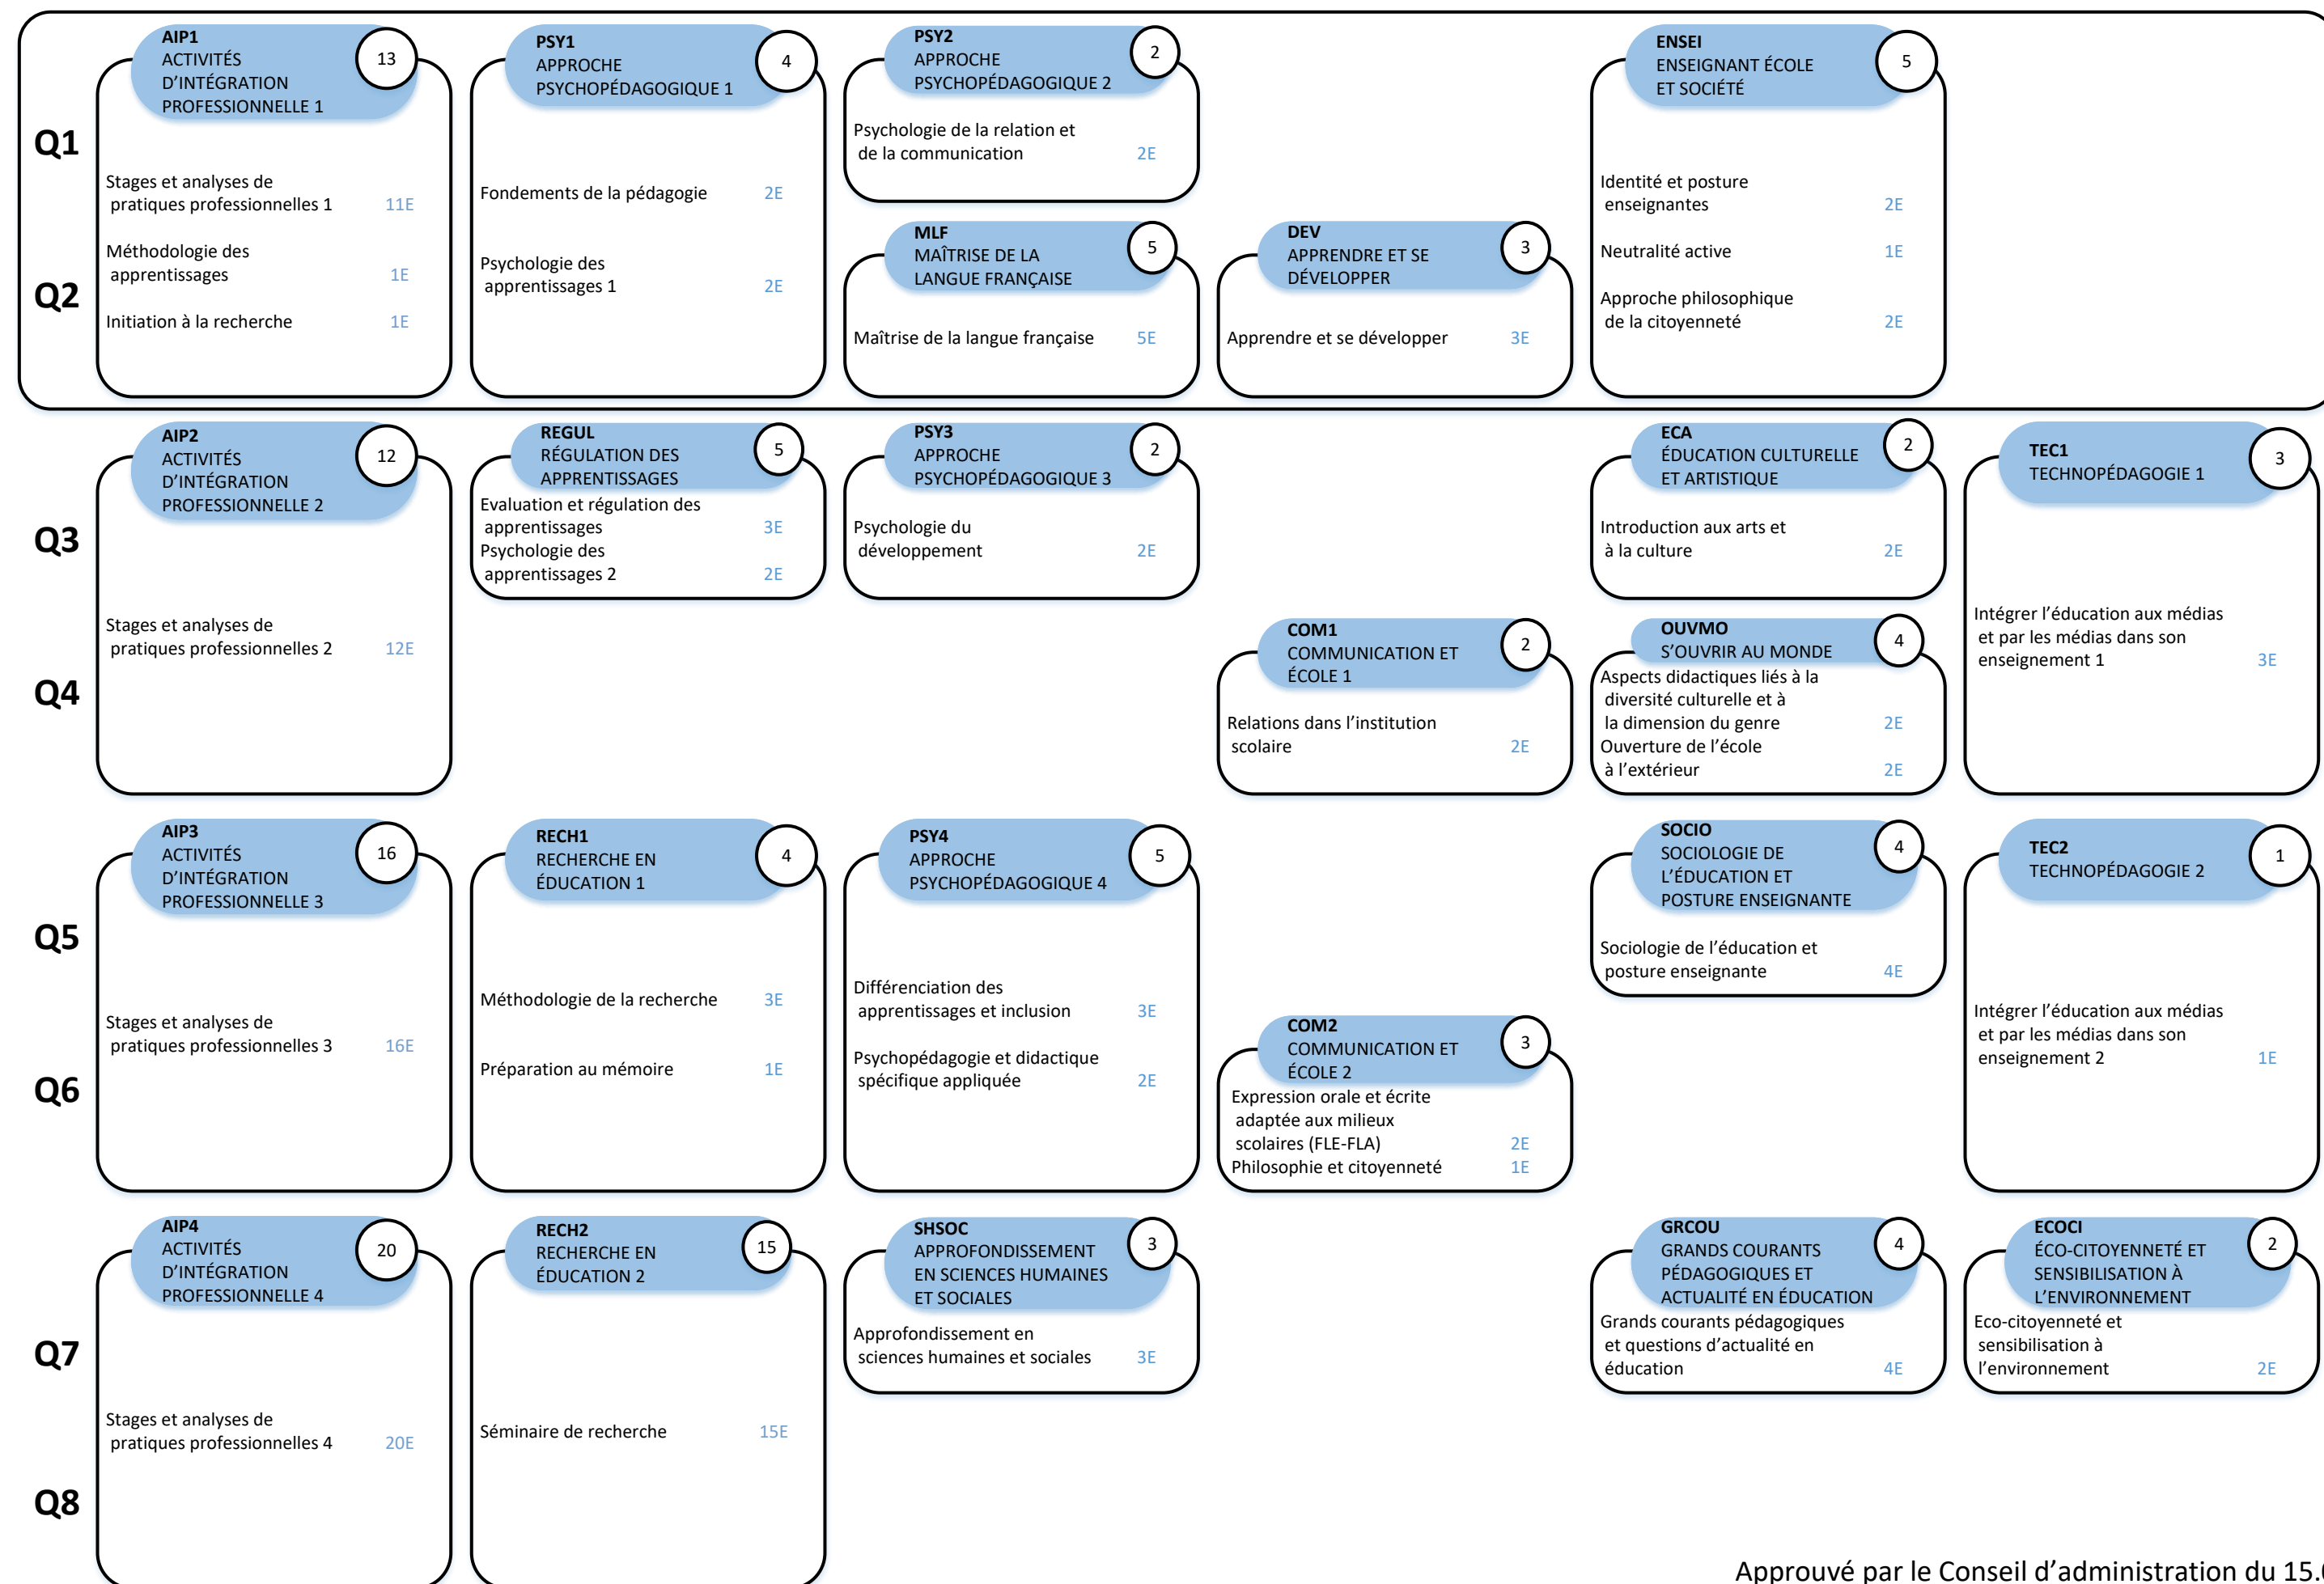 Q1
Q2
AIP1
ACTIVITÉS
D'INTÉGRATION
PROFESSIONNELLE 1
13
Stages et analyses de
pratiques professionnelles 1 11E
Méthodologie des
apprentissages 1E
Initiation à la recherche 1E
PSY1
APPROCHE
PSYCHOPÉDAGOGIQUE 1
4
Fondements de la pédagogie 2E
Psychologie des
apprentissages 1 2E
PSY2
APPROCHE
PSYCHOPÉDAGOGIQUE 2
2
Psychologie de la relation et
de la communication 2E
MLF
MAÎTRISE DE LA
LANGUE FRANÇAISE
5
Maîtrise de la langue française 5E
DEV
APPRENDRE ET SE
DÉVELOPPER
3
Apprendre et se développer 3E
ENSEI
ENSEIGNANT ÉCOLE
ET SOCIÉTÉ
5
Identité et posture
enseignantes 2E
Neutralité active 1E
Approche philosophique
de la citoyenneté 2E
Q3
Q4
AIP2
ACTIVITÉS
D'INTÉGRATION
PROFESSIONNELLE 2
12
Stages et analyses de
pratiques professionnelles 2 12E
REGUL
RÉGULATION DES
APPRENTISSAGES
5
Evaluation et régulation des
apprentissages 3E
Psychologie des
apprentissages 2 2E
PSY3
APPROCHE
PSYCHOPÉDAGOGIQUE 3
2
Psychologie du
développement 2E
COM1
COMMUNICATION ET
ÉCOLE 1
2
Relations dans l'institution
scolaire 2E
ECA
ÉDUCATION CULTURELLE
ET ARTISTIQUE
2
Introduction aux arts et
à la culture 2E
OUVMO
S'OUVRIR AU MONDE
4
Aspects didactiques liés à la
diversité culturelle et à
la dimension du genre 2E
Ouverture de l'école
à l'extérieur 2E
TEC1
TECHNOPÉDAGOGIE 1
3
Intégrer l'éducation aux médias
et par les médias dans son
enseignement 1 3E
Q5
Q6
AIP3
ACTIVITÉS
D'INTÉGRATION
PROFESSIONNELLE 3
16
Stages et analyses de
pratiques professionnelles 3 16E
RECH1
RECHERCHE EN
ÉDUCATION 1
4
Méthodologie de la recherche 3E
Préparation au mémoire 1E
PSY4
APPROCHE
PSYCHOPÉDAGOGIQUE 4
5
Différenciation des
apprentissages et inclusion 3E
Psychopédagogie et didactique
spécifique appliquée 2E
COM2
COMMUNICATION ET
ÉCOLE 2
3
Expression orale et écrite
adaptée aux milieux
scolaires (FLE-FLA) 2E
Philosophie et citoyenneté 1E
SOCIO
SOCIOLOGIE DE
L'ÉDUCATION ET
POSTURE ENSEIGNANTE
4
Sociologie de l'éducation et
posture enseignante 4E
TEC2
TECHNOPÉDAGOGIE 2
1
Intégrer l'éducation aux médias
et par les médias dans son
enseignement 2 1E
Q7
Q8
AIP4
ACTIVITÉS
D'INTÉGRATION
PROFESSIONNELLE 4
20
Stages et analyses de
pratiques professionnelles 4 20E
RECH2
RECHERCHE EN
ÉDUCATION 2
15
Séminaire de recherche 15E
SHSOC
APPROFONDISSEMENT
EN SCIENCES HUMAINES
ET SOCIALES
3
Approfondissement en
sciences humaines et sociales 3E
GRCOU
GRANDS COURANTS
PÉDAGOGIQUES ET
ACTUALITÉ EN ÉDUCATION
4
Grands courants pédagogiques
et questions d'actualité en
éducation 4E
ECOCI
ÉCO-CITOYENNETÉ ET
SENSIBILISATION À
L'ENVIRONNEMENT
2
Eco-citoyenneté et
sensibilisation à
l'environnement 2E
Approuvé par le Conseil d'administration du 15.